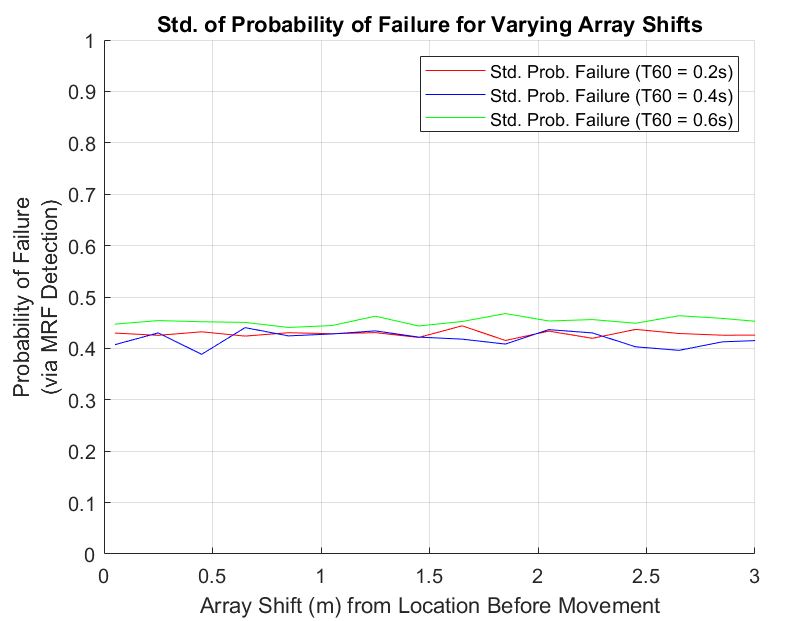 Std. of Probability of Failure for Varying Array Shifts
1
0.9
0.8
0.7
0.6
0.5
0.4
0.3
0.2
0.1
0
Std. Prob. Failure (T60 = 0.2s)
Std. Prob. Failure (T60 = 0.4s)
Std. Prob. Failure (T60 = 0.6s)
Probability of Failure
(via MRF Detection)
0 0.5 1 1.5 2 2.5 3
Array Shift (m) from Location Before Movement